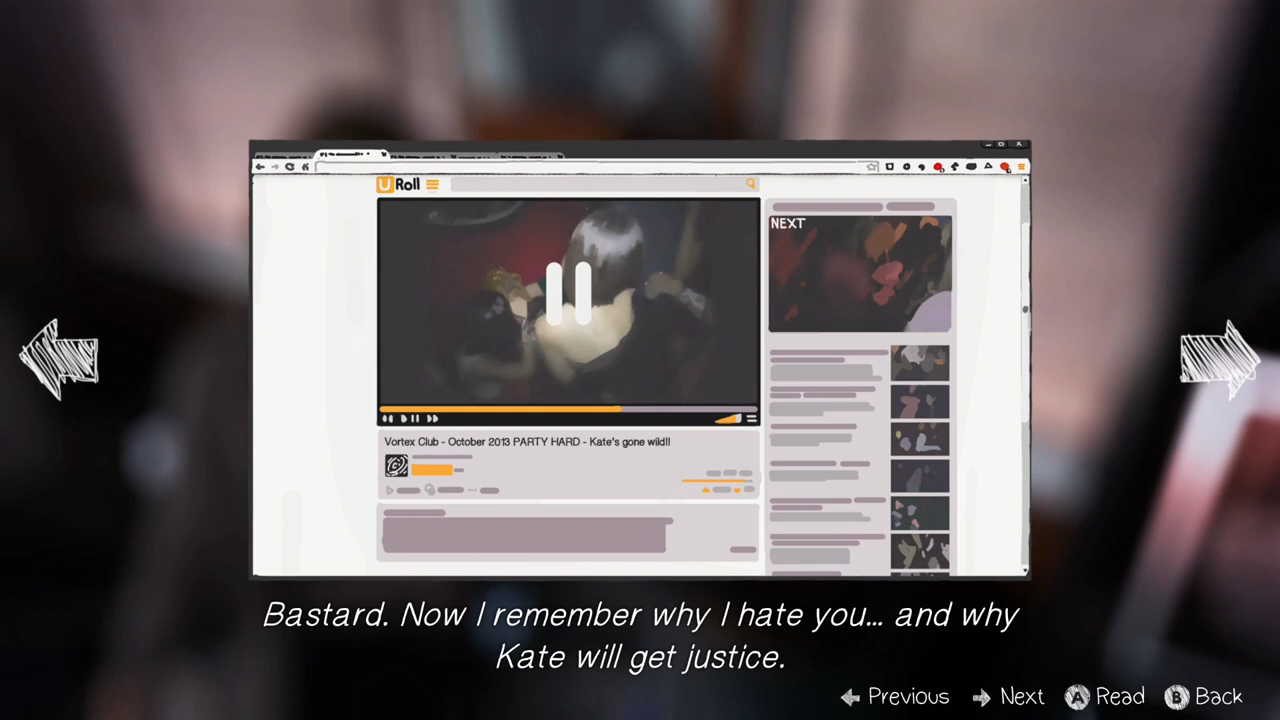 U Roll
NEXT
Vortex Club - October 2013 PARTY HARD - Kate's gone wild!!
Bastard. Now I remember why I hate you... and why
Kate will get justice.
Previous Next A Read B Back